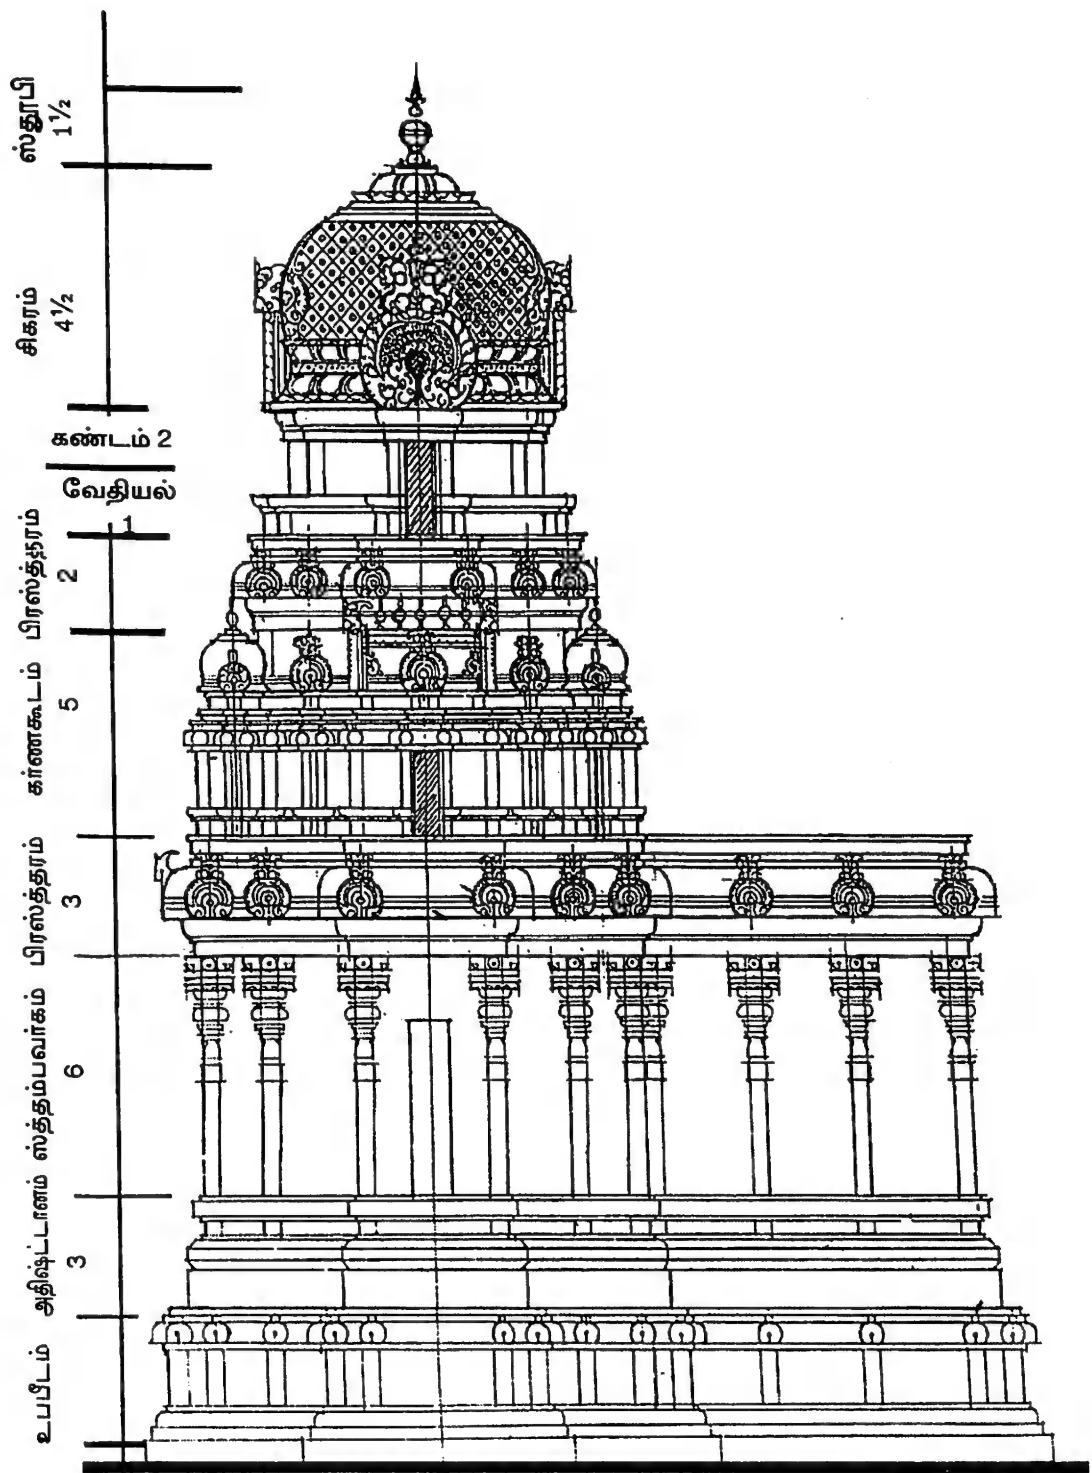 ஸ்தூபி
1½
சிகரம்
4½
கண்டம் 2
வேதியல்
1
பிரஸ்த்தரம்
2
கர்ணகூடம்
5
பிரஸ்த்தரம்
3
ஸ்த்தம்பவர்கம்
6
அதிஷ்ட்டானம்
3
உபபீடம்